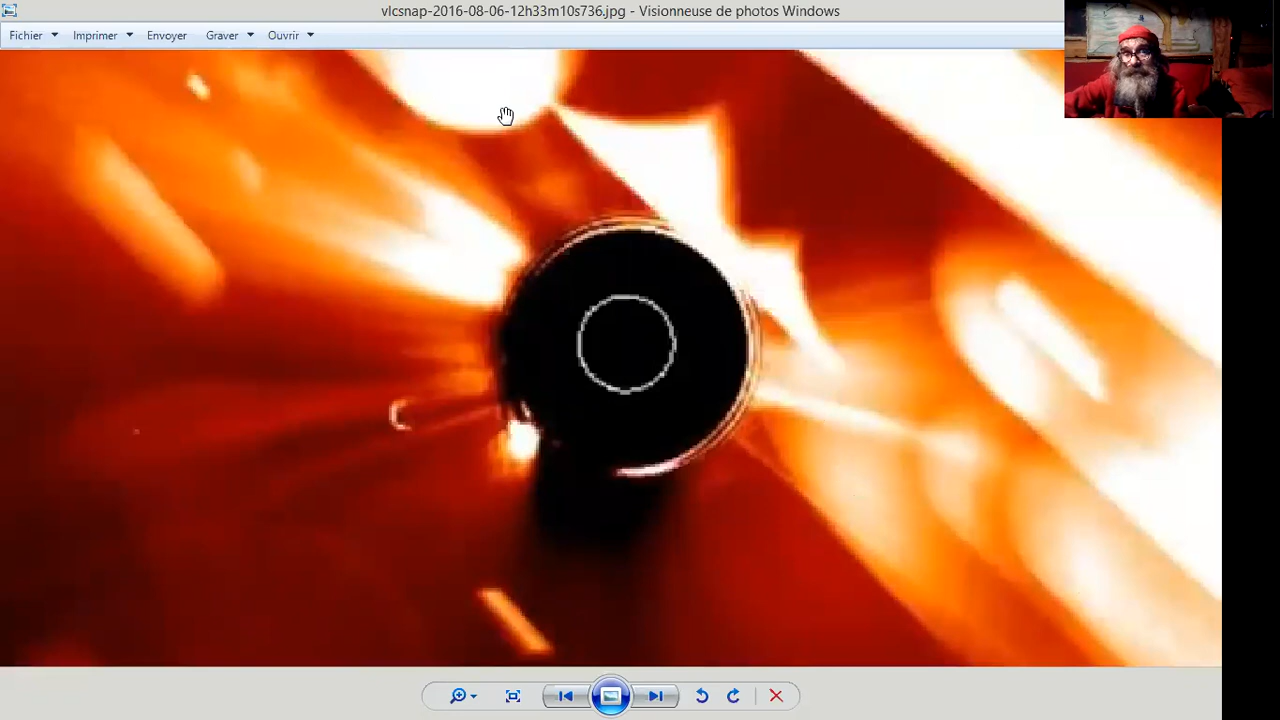 vlcsnap-2016-08-06-12h33m10s736.jpg - Visionneuse de photos Windows
Fichier Imprimer Envoyer Graver Ouvrir